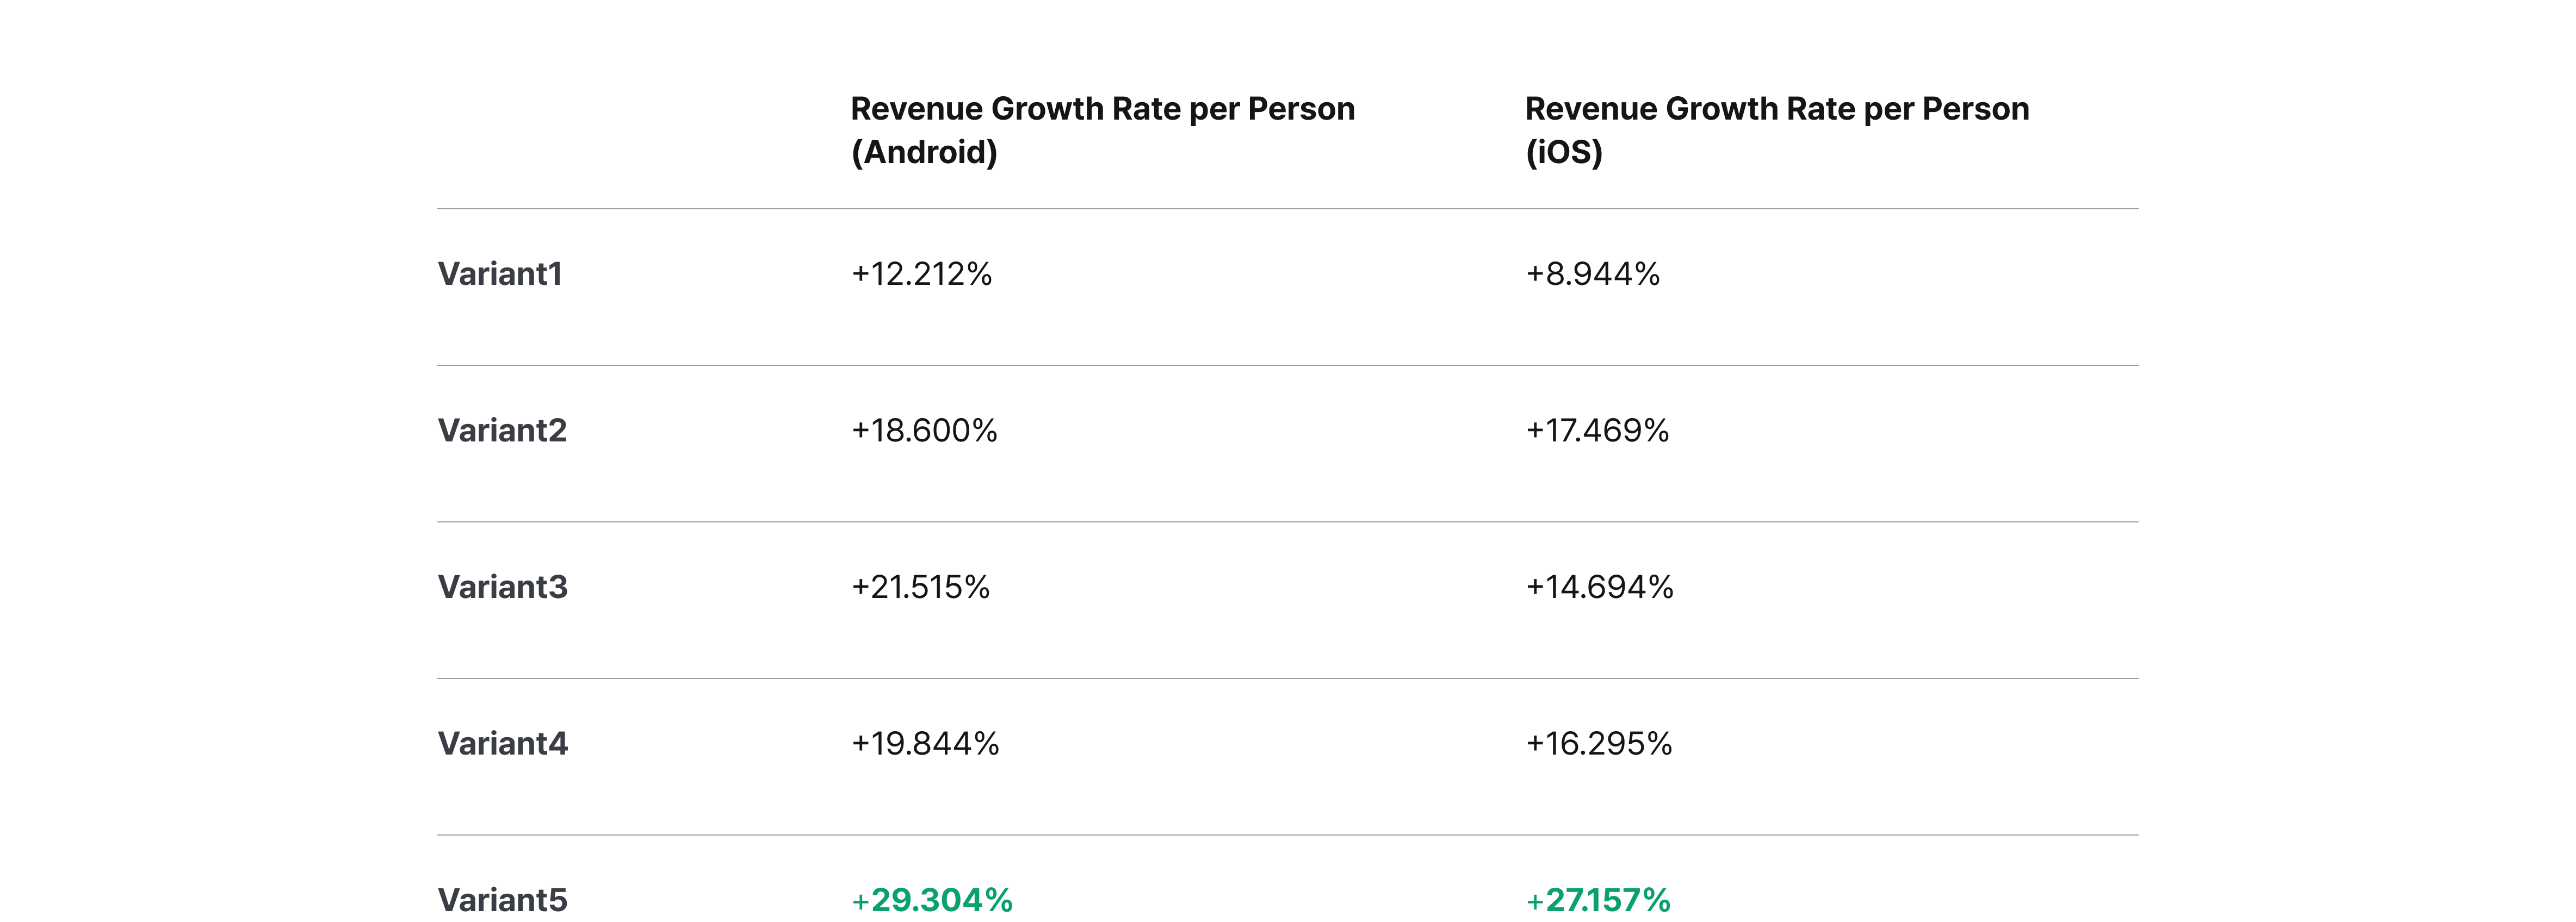 Revenue Growth Rate per Person
(Android)
Revenue Growth Rate per Person
(iOS)
Variant1 +12.212% +8.944%
Variant2 +18.600% +17.469%
Variant3 +21.515% +14.694%
Variant4 +19.844% +16.295%
Variant5 +29.304% +27.157%